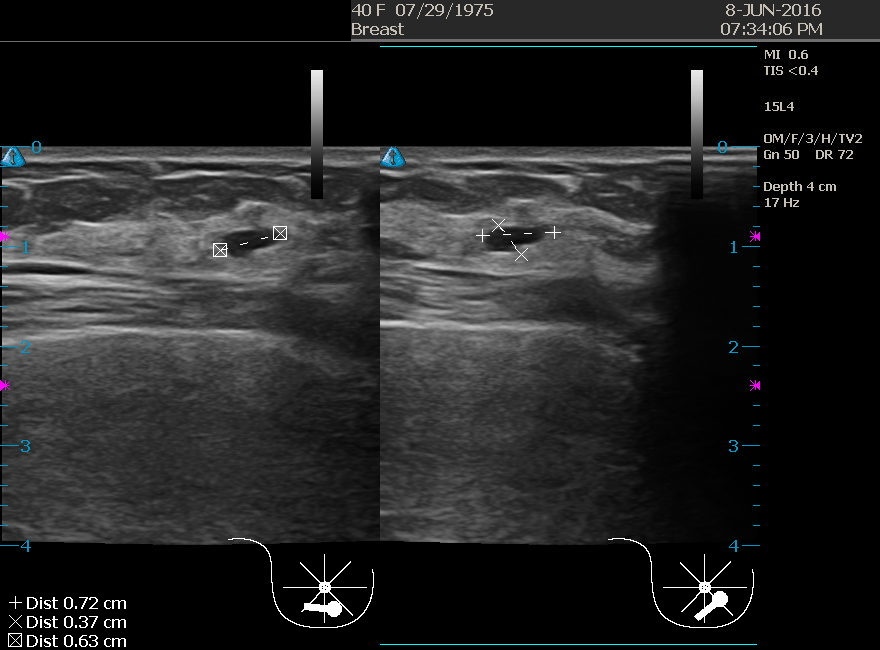 40 F 07/29/1975 8-JUN-2016
Breast 07:34:06 PM
MI 0.6
TIS <0.4
15L4
OM/F/3/H/TV2
Gn 50 DR 72
Depth 4 cm
17 Hz
0 0
1 1
2 2
3 3
4 4
+ Dist 0.72 cm
× Dist 0.37 cm
⊠ Dist 0.63 cm